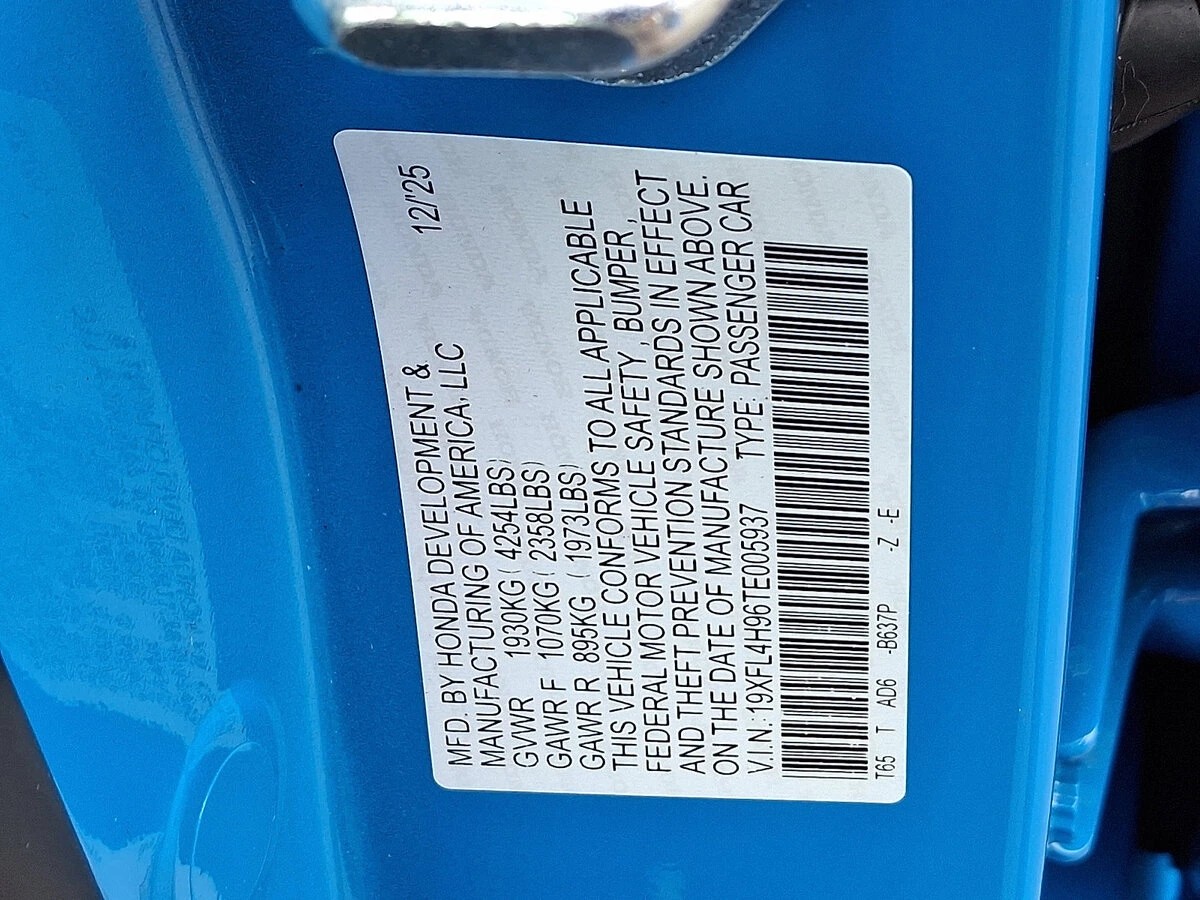 MFD. BY HONDA DEVELOPMENT & 12/'25
MANUFACTURING OF AMERICA, LLC
GVWR 1930KG ( 4254LBS)
GAWR F 1070KG ( 2358LBS)
GAWR R 895KG ( 1973LBS)
THIS VEHICLE CONFORMS TO ALL APPLICABLE
FEDERAL MOTOR VEHICLE SAFETY, BUMPER,
AND THEFT PREVENTION STANDARDS IN EFFECT
ON THE DATE OF MANUFACTURE SHOWN ABOVE.
V.I.N.: 19XFL4H96TE005937 TYPE: PASSENGER CAR
T65 T AD6 -B637P -Z -E